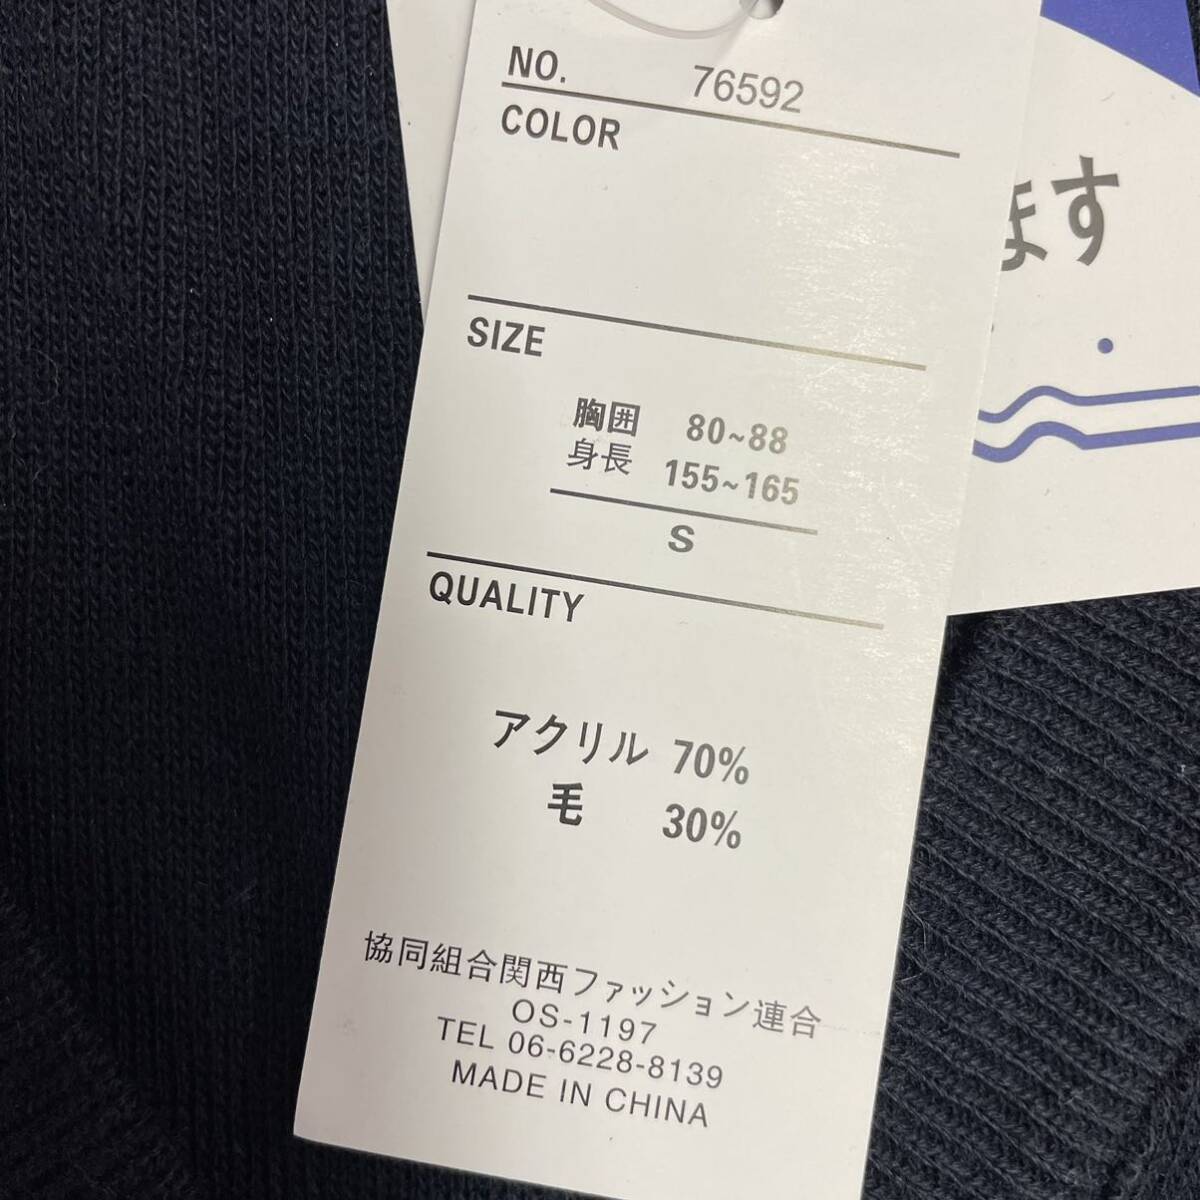 NO. 76592
COLOR
SIZE
胸囲 80~88
身長 155~165
S
QUALITY
アクリル 70%
毛 30%
協同組合関西ファッション連合
OS-1197
TEL 06-6228-8139
MADE IN CHINA
ます